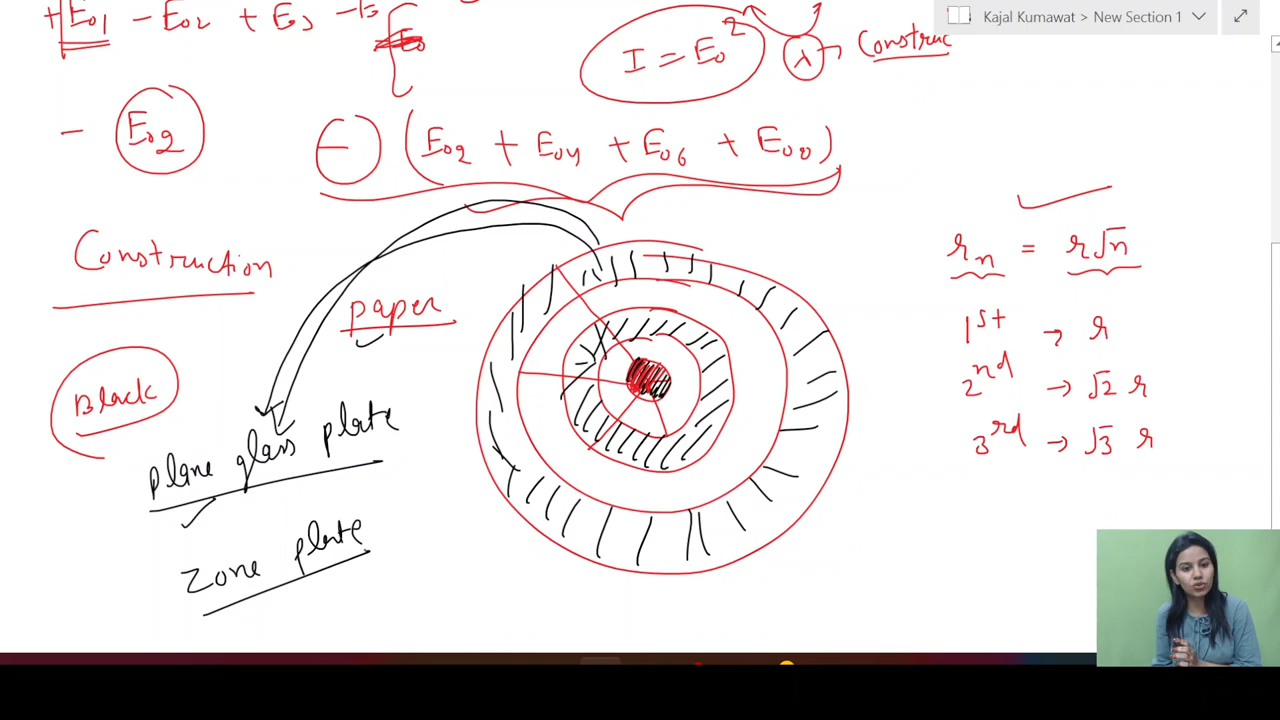 + E01 - E02 + E03
I = E0²
λ → Construc
Kajal Kumawat > New Section 1
- E02
- (E02 + E04 + E06 + E08)
Construction
paper
Black
plane glass plate
Zone plate
rn = r√n
1st → r
2nd → √2 r
3rd → √3 r